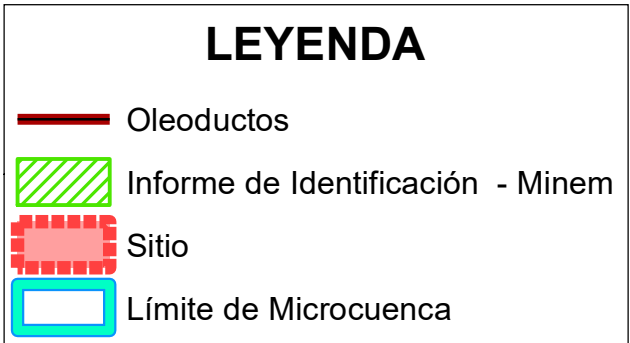 LEYENDA
Oleoductos
Informe de Identificación - Minem
Sitio
Límite de Microcuenca